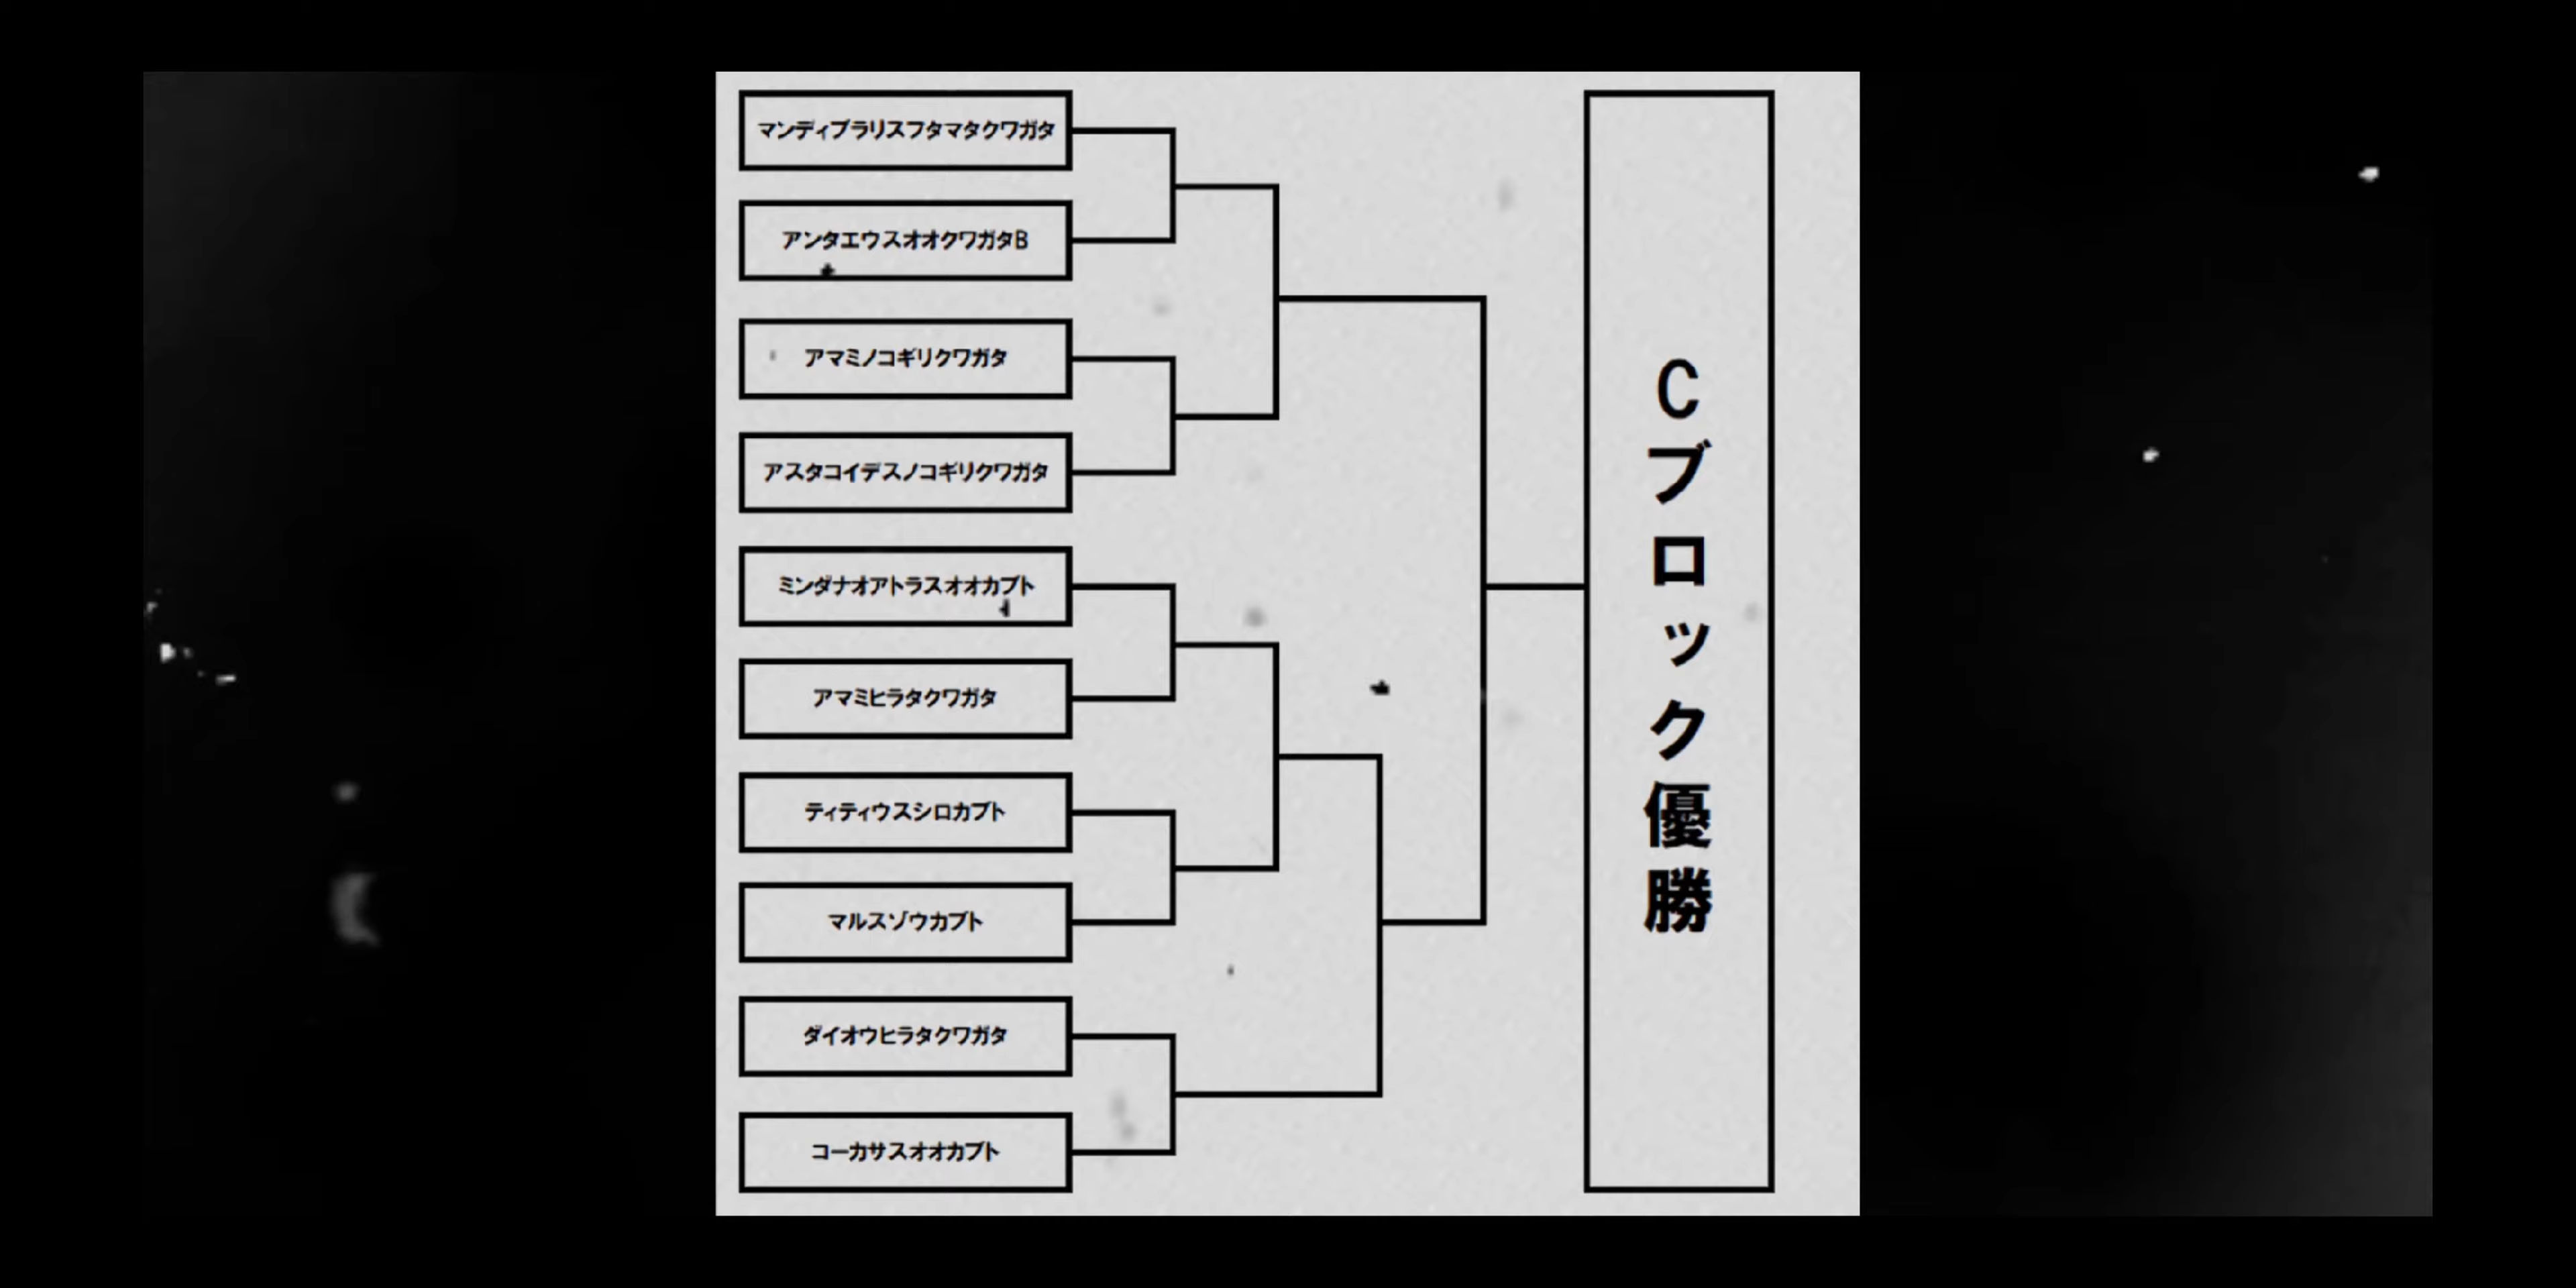 マンディブラリスフタマタクワガタ
アンタエウスオオクワガタB
アマミノコギリクワガタ
アスタコイデスノコギリクワガタ
ミンダナオアトラスオオカブト
アマミヒラタクワガタ
ティティウスシロカブト
マルスゾウカブト
ダイオウヒラタクワガタ
コーカサスオオカブト
Cブロック優勝